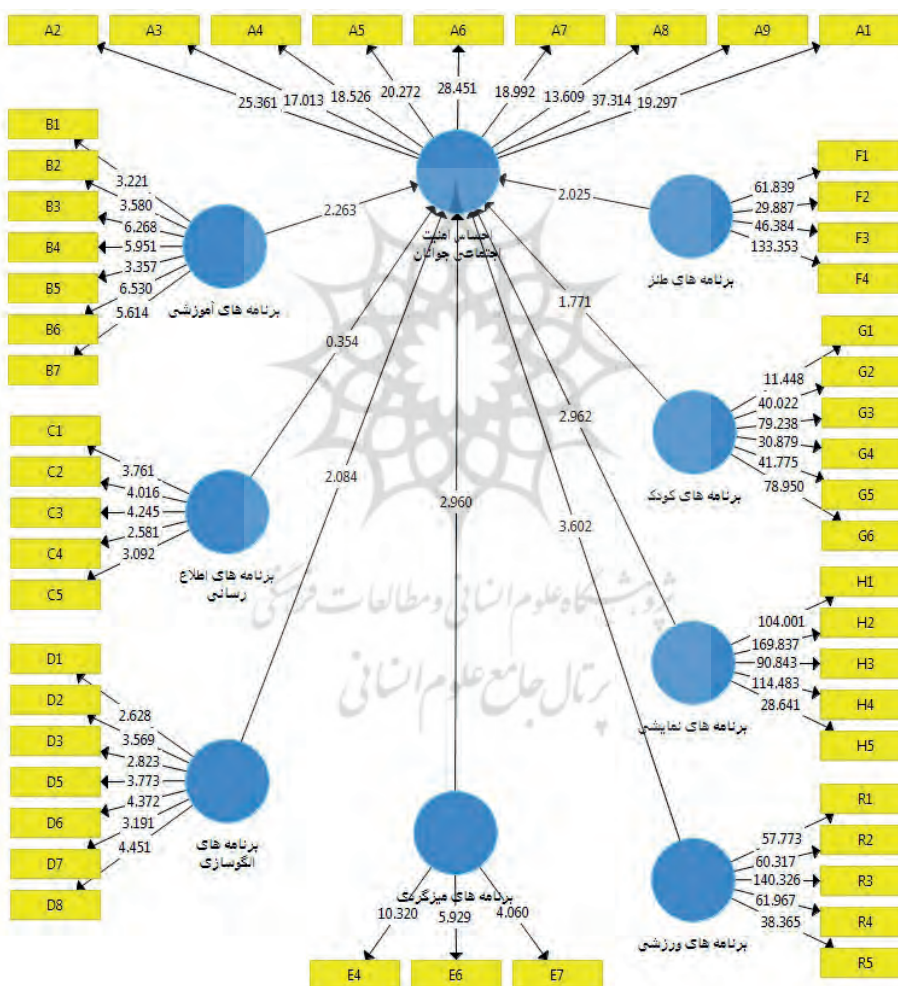 A2 A3 A4 A5 A6 A7 A8 A9 A1
25.361 17.013 18.526 20.272 28.451 18.992 13.609 37.314 19.297
B1
B2
B3
B4
B5
B6
B7
3.221
3.580
6.268
5.951
3.357
6.530
5.614
برنامه های آموزشی
2.263
احساس امنیت
اجتماعی جوانان
2.025
F1
F2
F3
F4
61.839
29.887
46.384
133.353
برنامه های طنز
1.771
G1
G2
G3
G4
G5
G6
11.448
40.022
79.238
30.879
41.775
78.950
برنامه های کودک
0.354
C1
C2
C3
C4
C5
3.761
4.016
4.245
2.581
3.092
برنامه های اطلاع
رسانی
2.084
2.960
2.962
3.602
پژوهشگاه علوم انسانی و مطالعات فرهنگی
پرتال جامع علوم انسانی
H1
H2
H3
H4
H5
104.001
169.837
90.843
114.483
28.641
برنامه های نمایشی
D1
D2
D3
D5
D6
D7
D8
2.628
3.569
2.823
3.773
4.372
3.191
4.451
برنامه های
الگوسازی
برنامه های میزگردی
10.320 5.929 4.060
E4 E6 E7
R1
R2
R3
R4
R5
57.773
60.317
140.326
61.967
38.365
برنامه های ورزشی